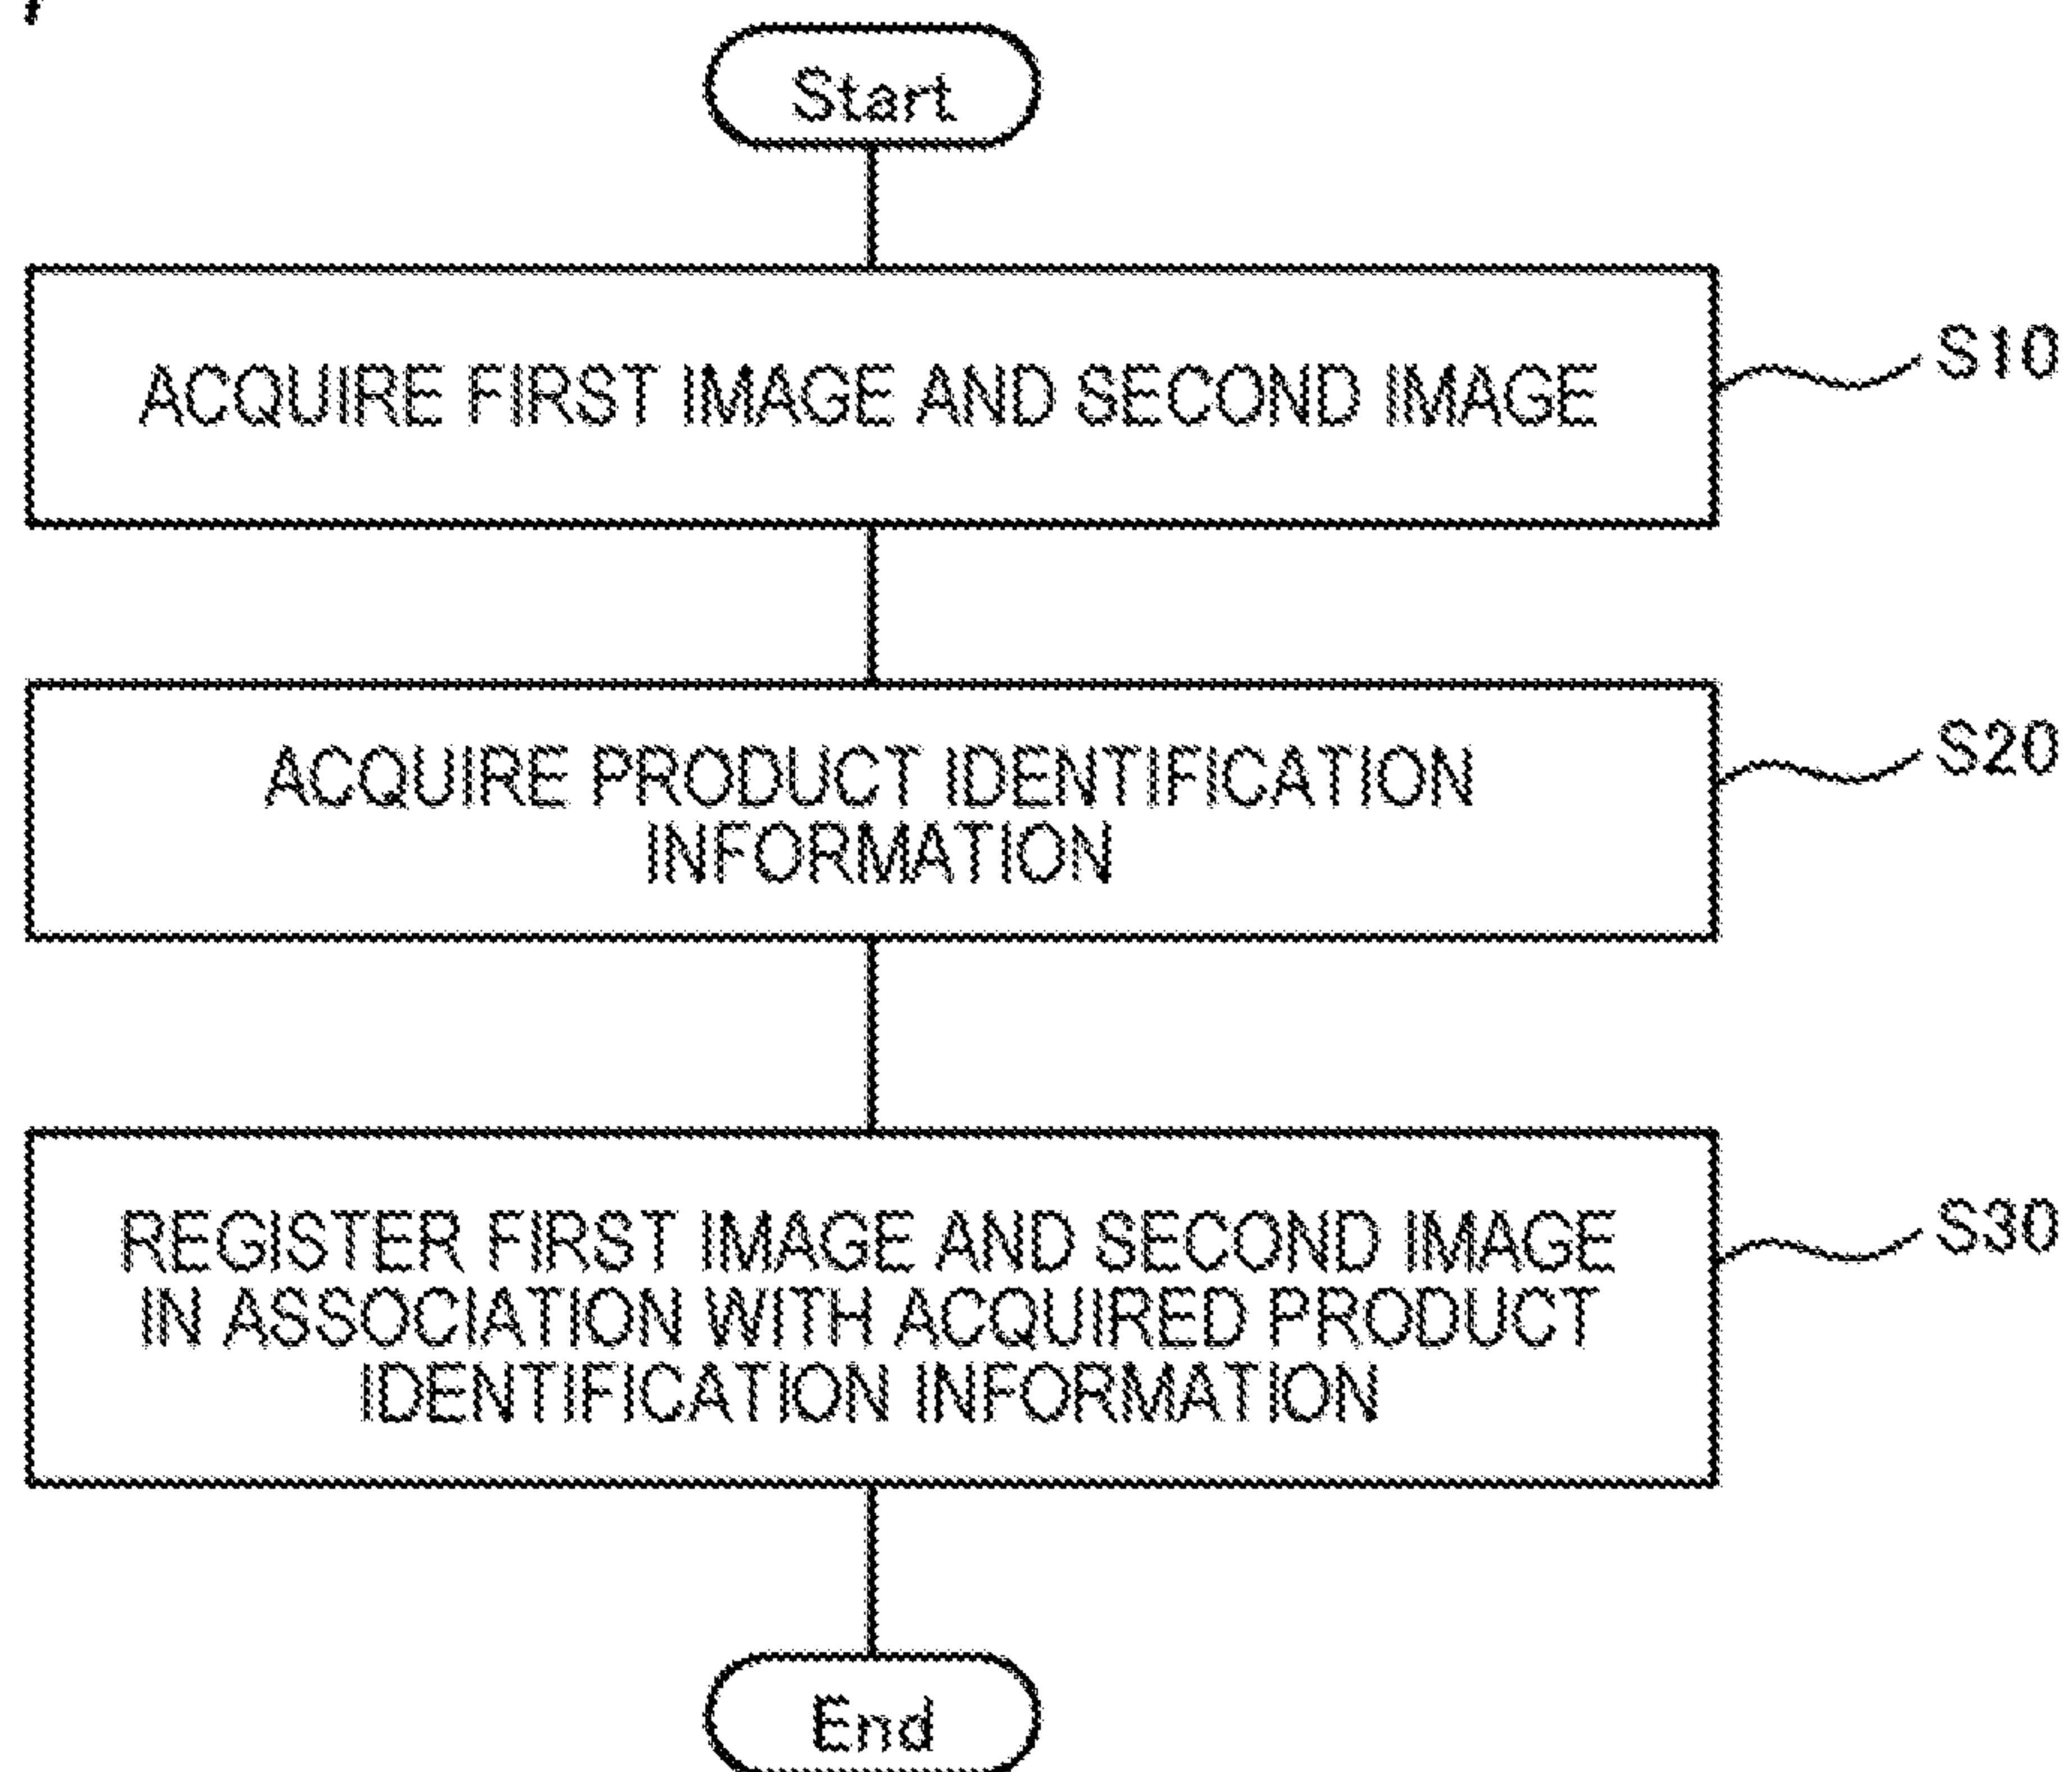 Start
ACQUIRE FIRST IMAGE AND SECOND IMAGE
S10
ACQUIRE PRODUCT IDENTIFICATION
INFORMATION
S20
REGISTER FIRST IMAGE AND SECOND IMAGE
IN ASSOCIATION WITH ACQUIRED PRODUCT
IDENTIFICATION INFORMATION
S30
End